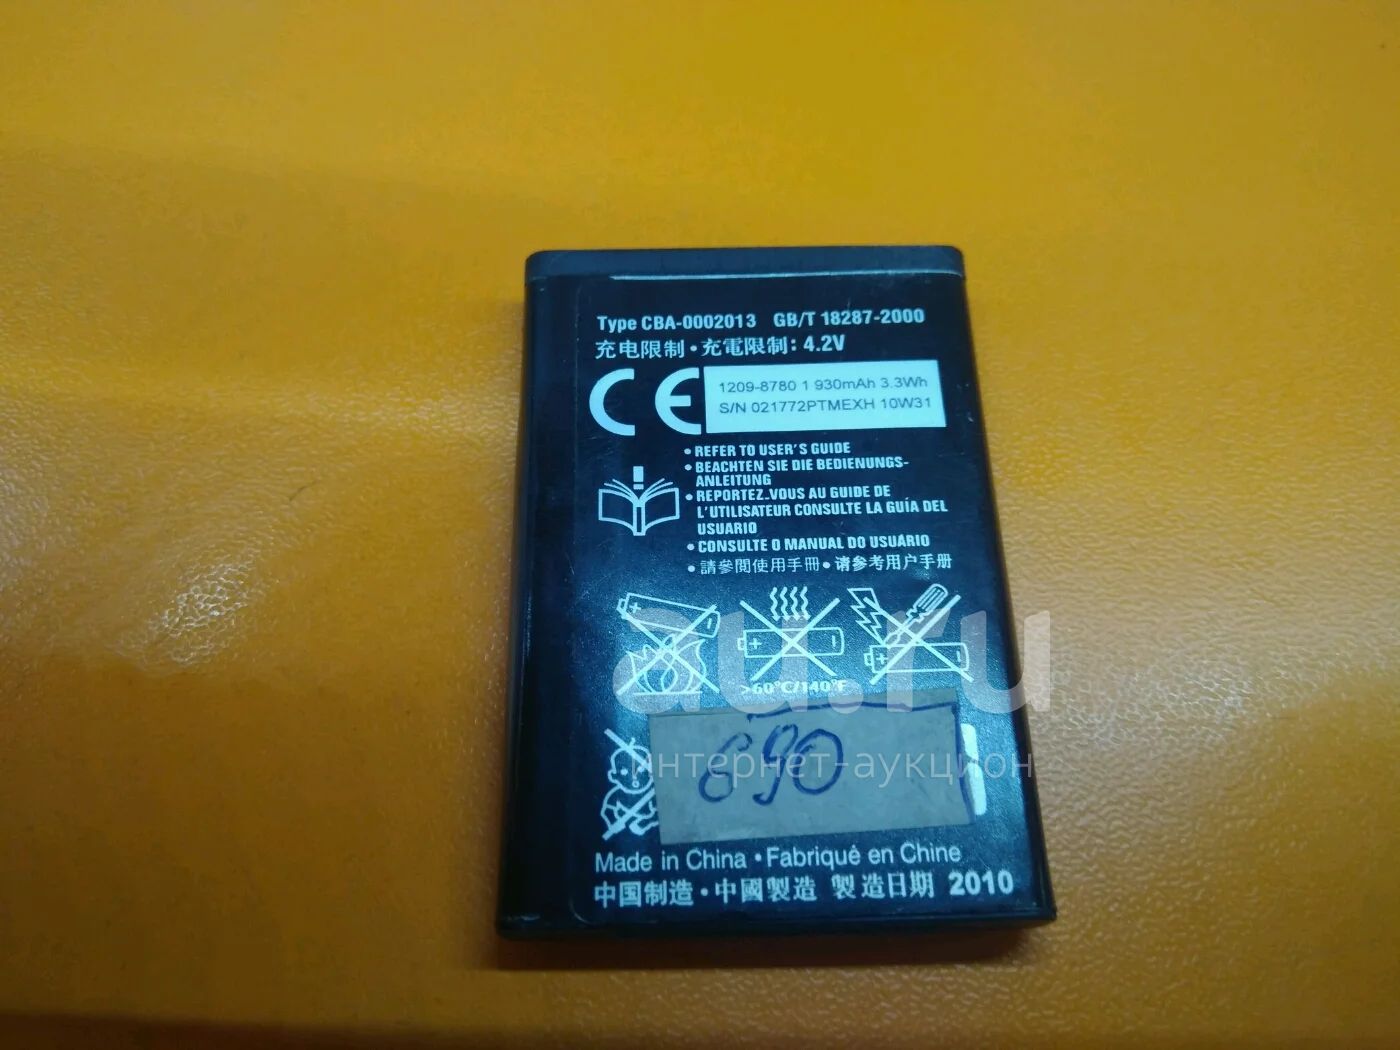 Type CBA-0002013 GB/T 18287-2000
充电限制・充電限制: 4.2V
CE 1209-8780 1 930mAh 3.3Wh
S/N 021772PTMEXH 10W31
• REFER TO USER'S GUIDE
• BEACHTEN SIE DIE BEDIENUNGS-
ANLEITUNG
• REPORTEZ-VOUS AU GUIDE DE
L'UTILISATEUR CONSULTE LA GUÍA DEL
USUARIO
• CONSULTE O MANUAL DO USUÁRIO
• 請參閱使用手冊 • 请参考用户手册
>60°C/140°F
au.ru
690
интернет-аукцион
Made in China • Fabriqué en Chine
中国制造・中國製造 製造日期 2010